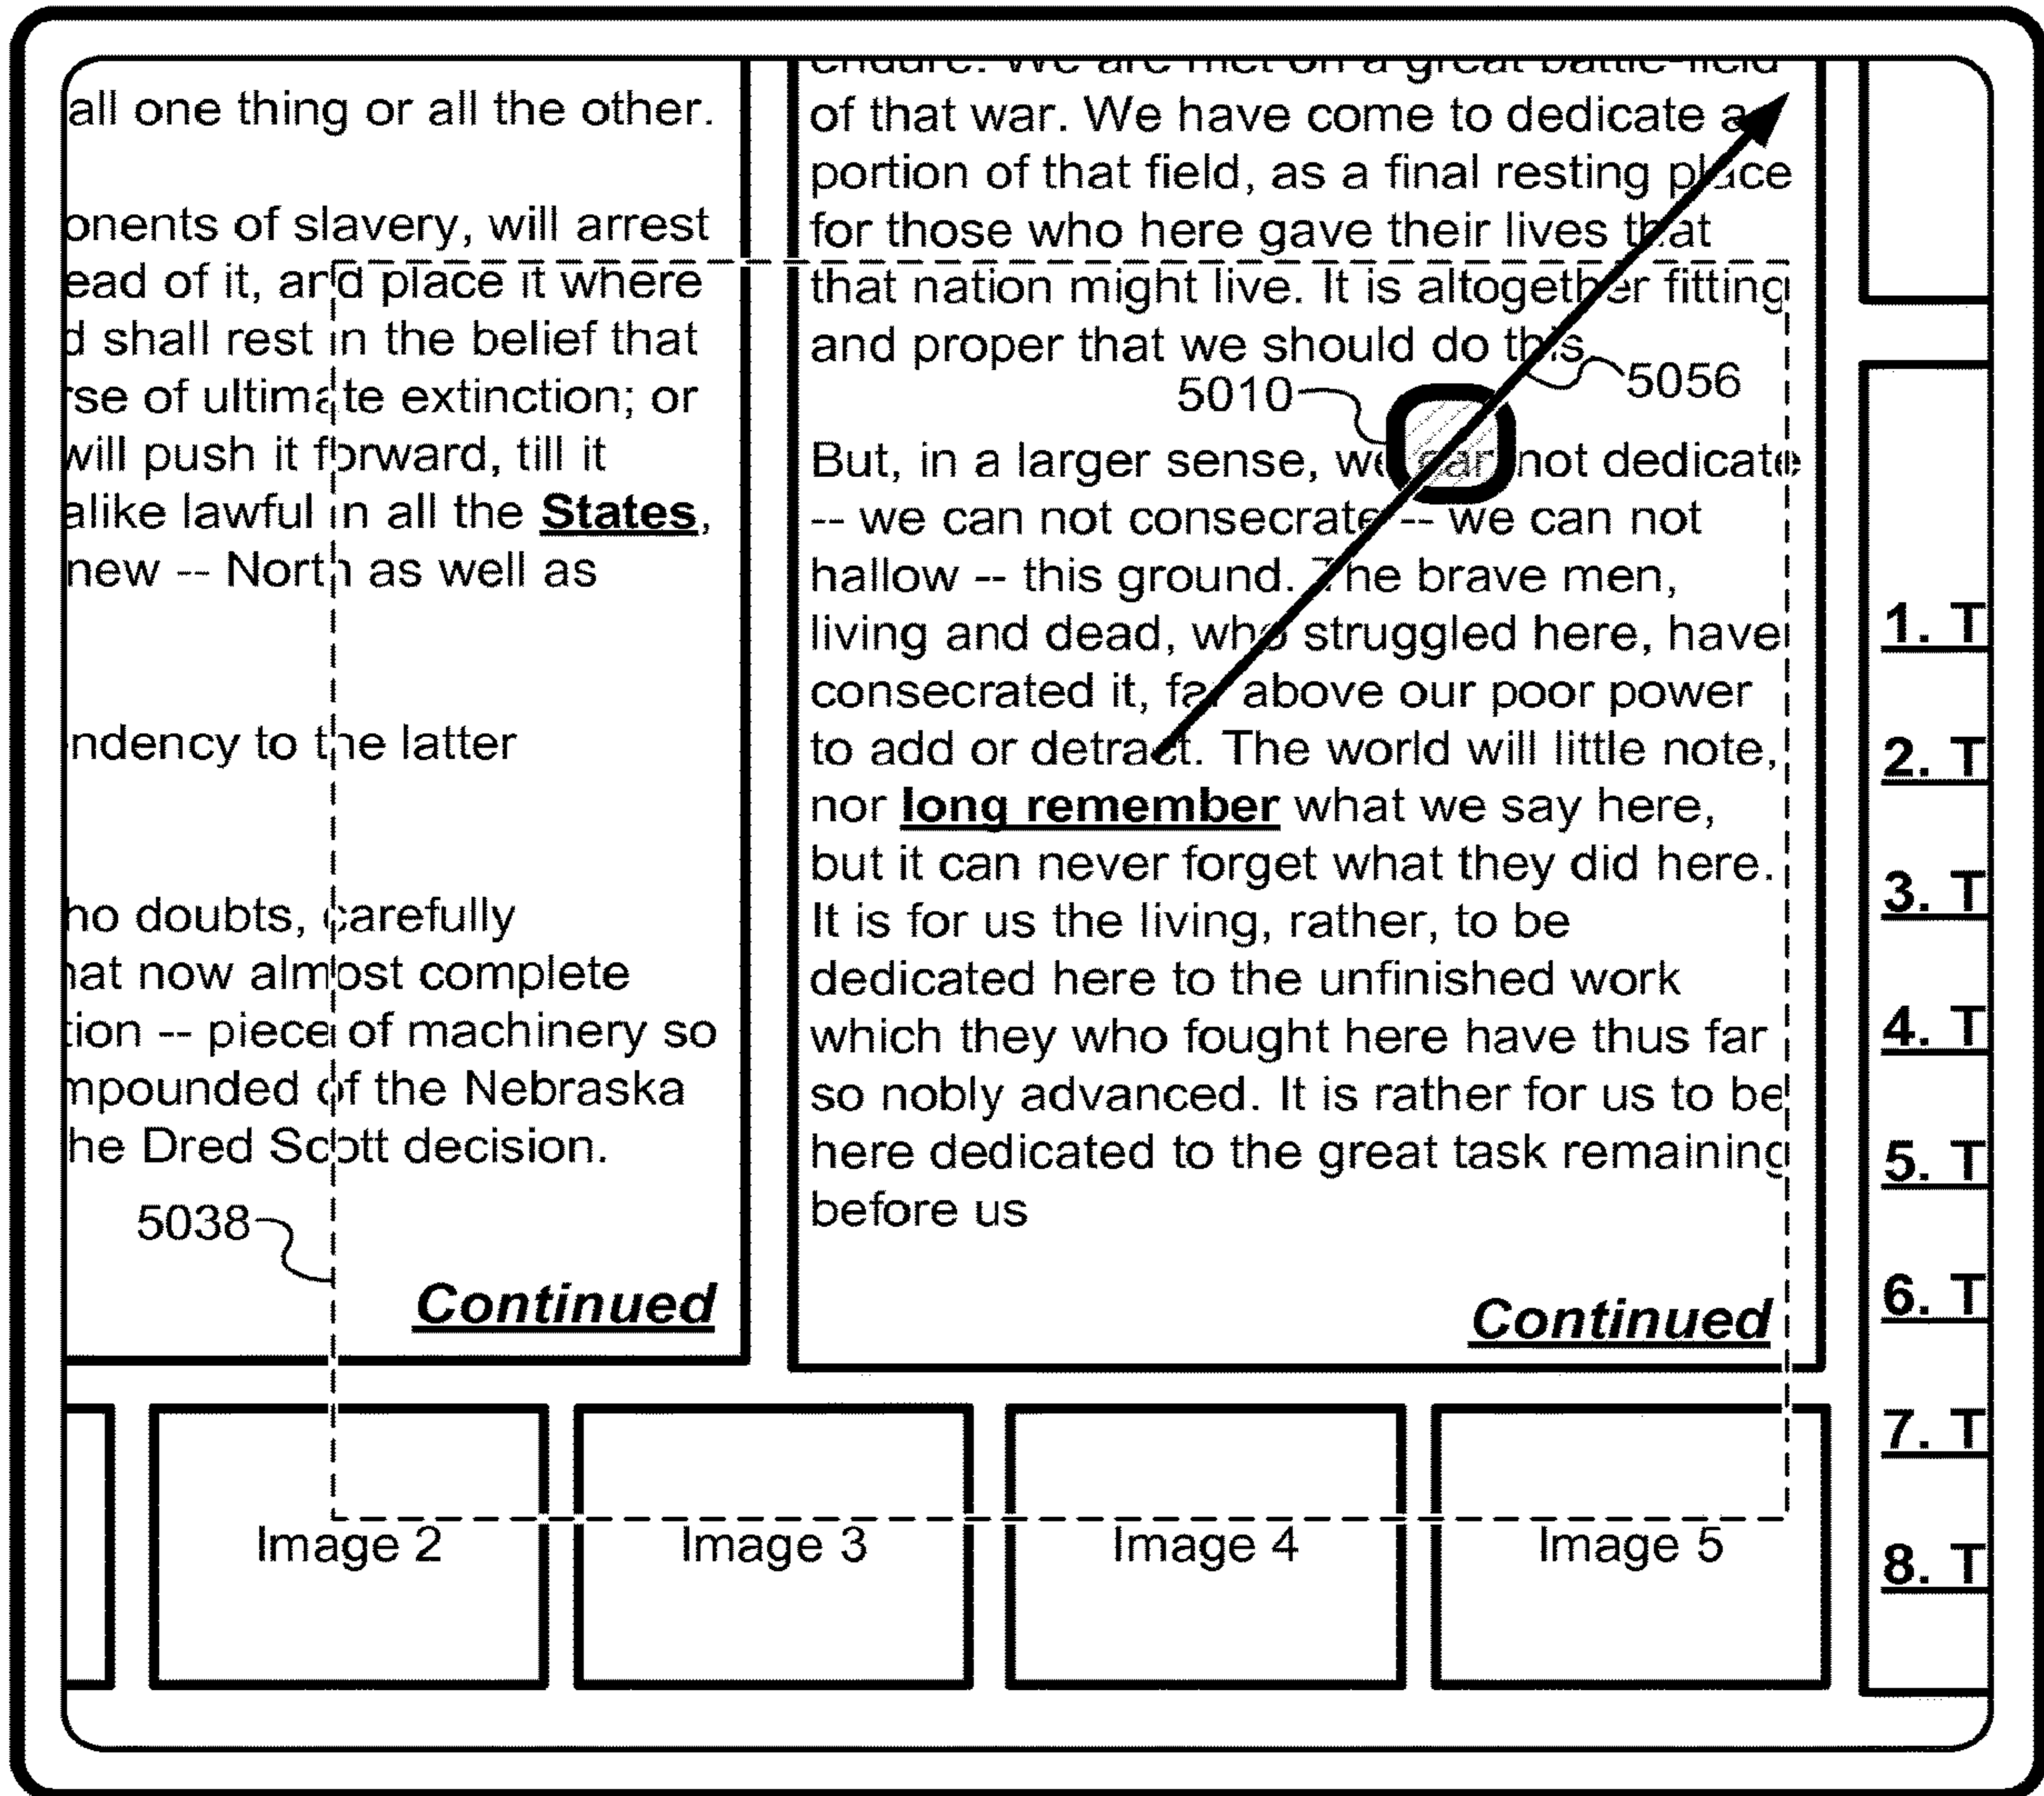 all one thing or all the other.
onents of slavery, will arrest
ead of it, and place it where
d shall rest in the belief that
rse of ultimate extinction; or
will push it forward, till it
alike lawful in all the States,
new -- North as well as
ndency to the latter
ho doubts, carefully
hat now almost complete
tion -- piece of machinery so
mpounded of the Nebraska
he Dred Scott decision.
5038
Continued
endure. We are met on a great battle-field
of that war. We have come to dedicate a
portion of that field, as a final resting place
for those who here gave their lives that
that nation might live. It is altogether fitting
and proper that we should do this
5010
5056
But, in a larger sense, we can not dedicate
-- we can not consecrate -- we can not
hallow -- this ground. The brave men,
living and dead, who struggled here, have
consecrated it, far above our poor power
to add or detract. The world will little note,
nor long remember what we say here,
but it can never forget what they did here.
It is for us the living, rather, to be
dedicated here to the unfinished work
which they who fought here have thus far
so nobly advanced. It is rather for us to be
here dedicated to the great task remaining
before us
Continued
1. T
2. T
3. T
4. T
5. T
6. T
7. T
8. T
Image 2
Image 3
Image 4
Image 5